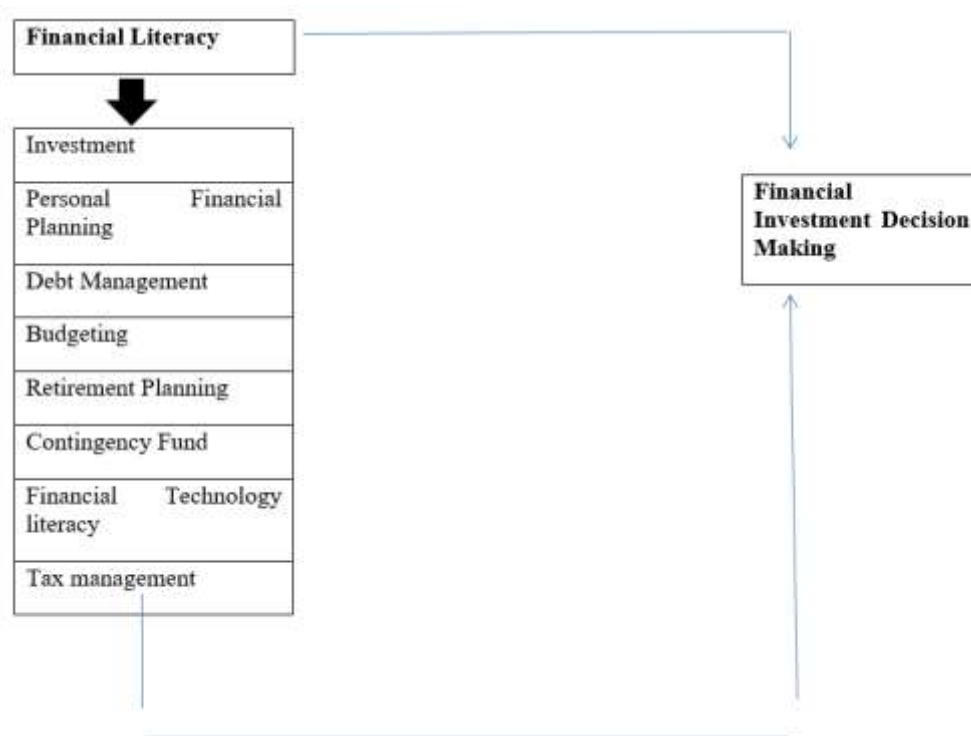 Financial Literacy
Investment
Personal Financial
Planning
Debt Management
Budgeting
Retirement Planning
Contingency Fund
Financial Technology
literacy
Tax management
Financial
Investment Decision
Making